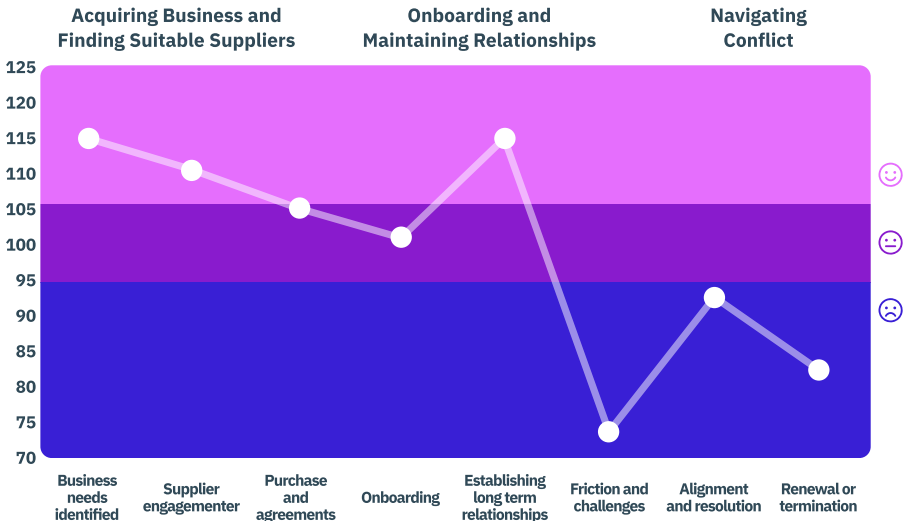 Acquiring Business and
Finding Suitable Suppliers
Onboarding and
Maintaining Relationships
Navigating
Conflict
125
120
115
110
105
100
95
90
85
80
75
70
Business
needs
identified
Supplier
engagementer
Purchase
and
agreements
Onboarding
Establishing
long term
relationships
Friction and
challenges
Alignment
and resolution
Renewal or
termination